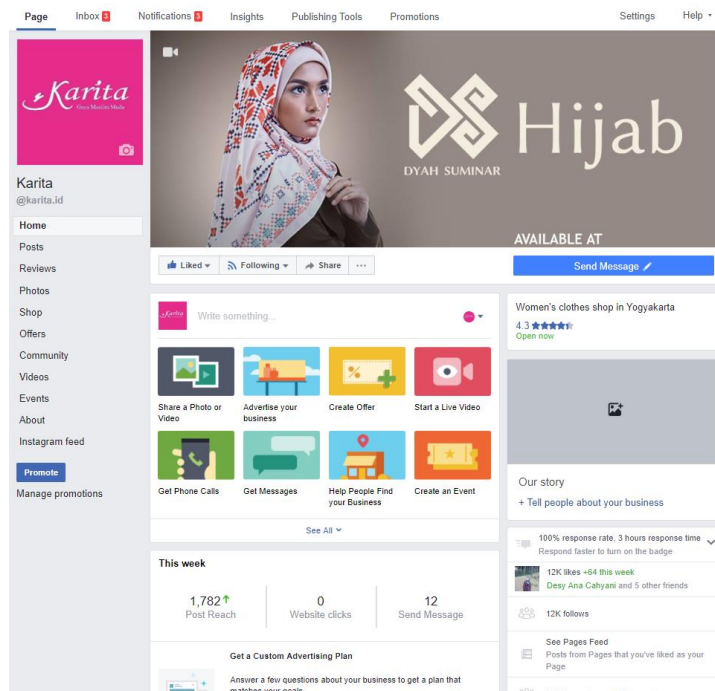 Page
Inbox 3
Notifications 3
Insights
Publishing Tools
Promotions
Settings
Help
Karita
Gaya Muslim Muda
Hijab
DYAH SUMINAR
AVAILABLE AT
Karita
@karita.id
Home
Posts
Reviews
Photos
Shop
Offers
Community
Videos
Events
About
Instagram feed
Promote
Manage promotions
Liked
Following
Share
Send Message
Karita
Write something...
Share a Photo or
Video
Advertise your
business
Create Offer
Start a Live Video
Get Phone Calls
Get Messages
Help People Find
your Business
Create an Event
See All
This week
1,782
Post Reach
0
Website clicks
12
Send Message
Get a Custom Advertising Plan
Answer a few questions about your business to get a plan that
matches your goals
Women's clothes shop in Yogyakarta
4.3
Open now
Our story
+ Tell people about your business
100% response rate, 3 hours response time
Respond faster to turn on the badge
12K likes +64 this week
Desy Ana Cahyani and 5 other friends
12K follows
See Pages Feed
Posts from Pages that you've liked as your
Page